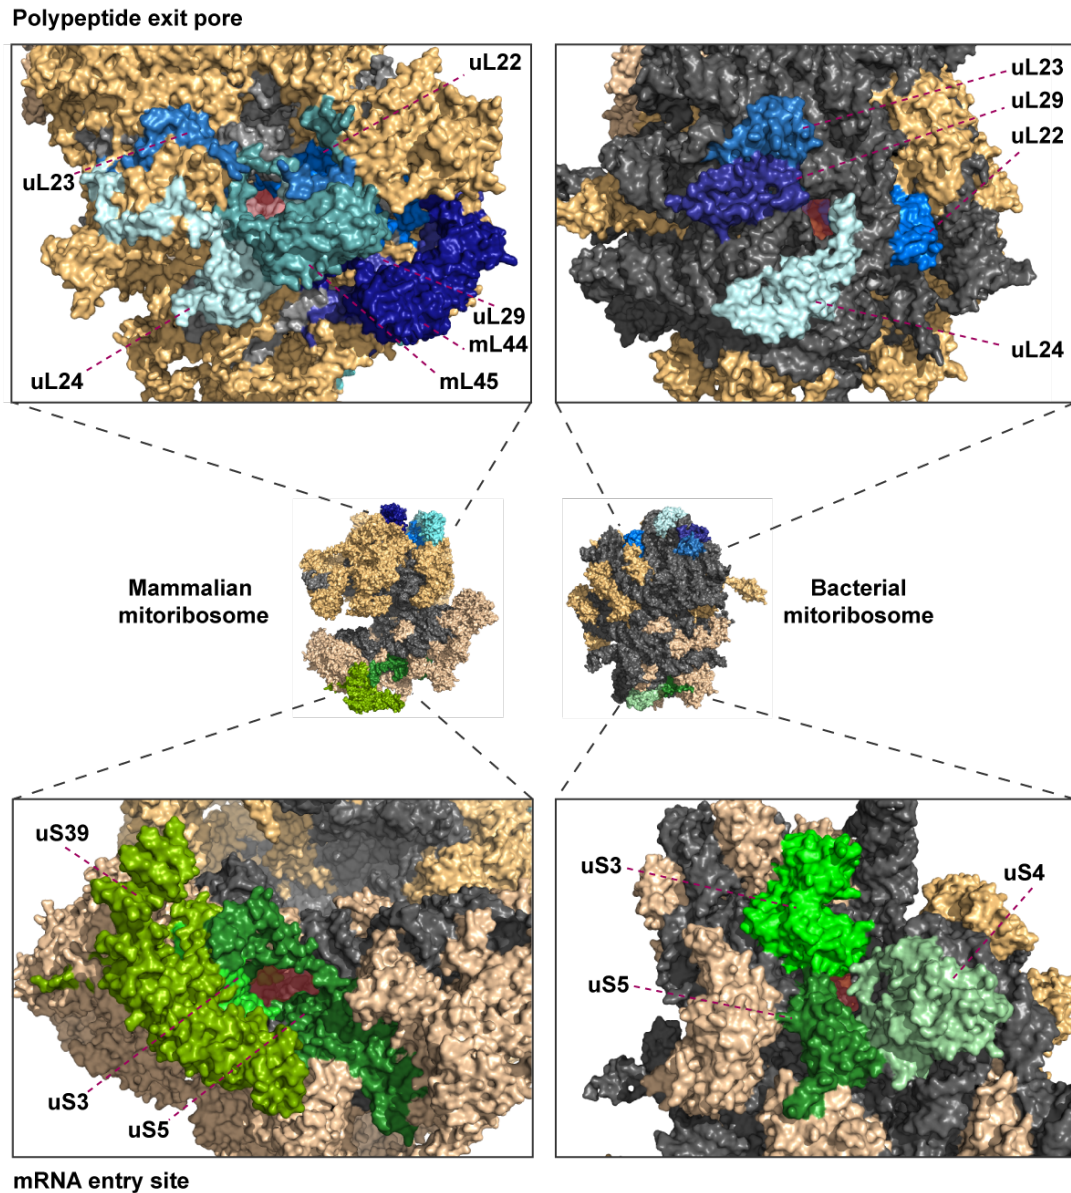 Polypeptide exit pore
uL22
uL23
uL24
uL29
mL44
mL45
uL23
uL29
uL22
uL24
Mammalian
mitoribosome
Bacterial
mitoribosome
uS39
uS3
uS5
uS3
uS4
uS5
mRNA entry site